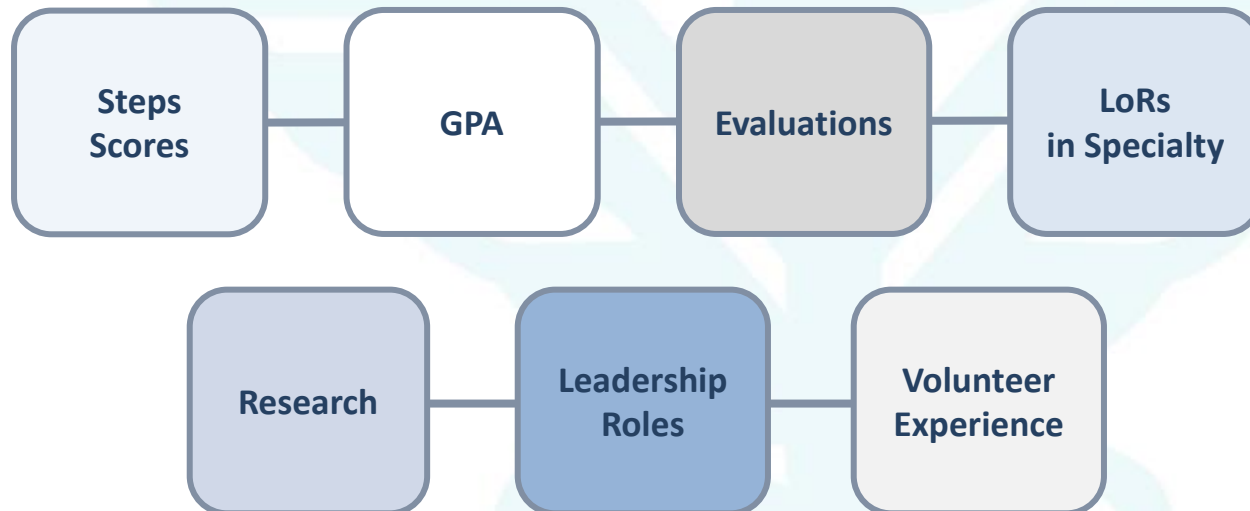 Steps
Scores
GPA
Evaluations
LoRs
in Specialty
Research
Leadership
Roles
Volunteer
Experience